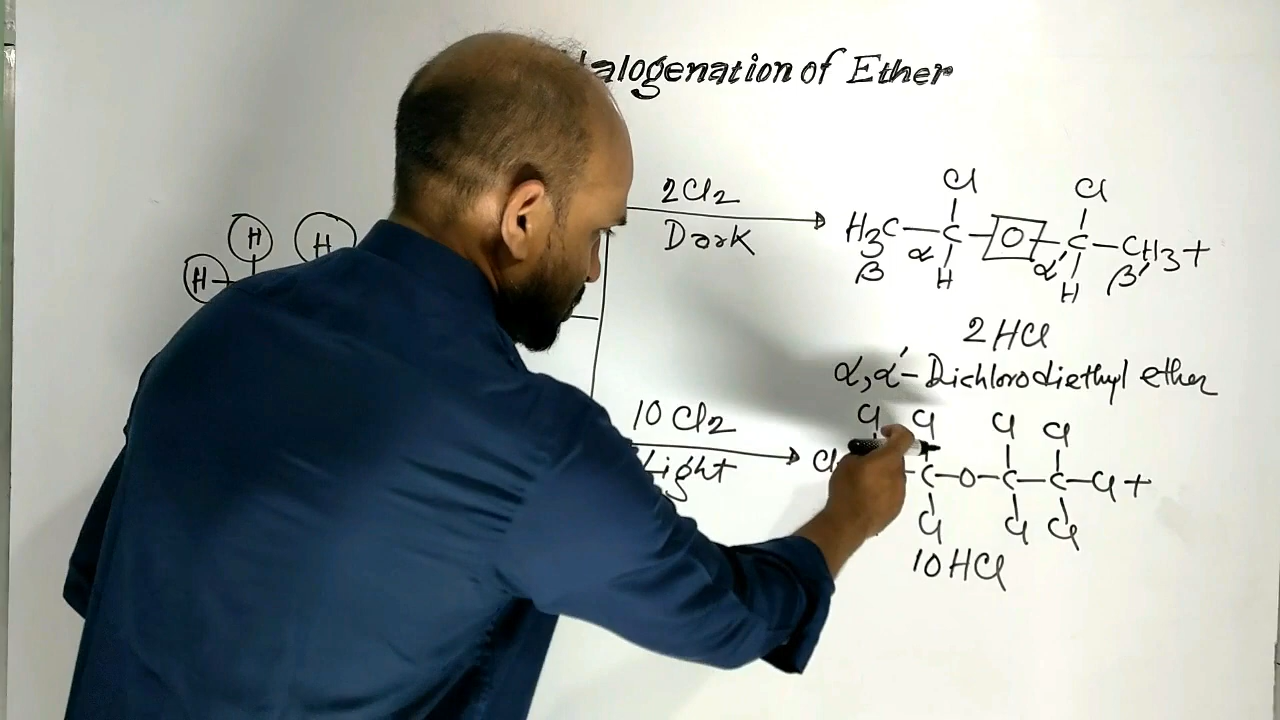 alogenation of Ether
H H
H
2Cl2
Dark
Cl Cl
H3C—C—O—C—CH3+
β α α′ β′
H H
2HCl
α,α′-Dichlorodiethyl ether
10Cl2
Light
Cl Cl Cl Cl
Cl C—O—C—C—Cl+
Cl Cl Cl
10HCl